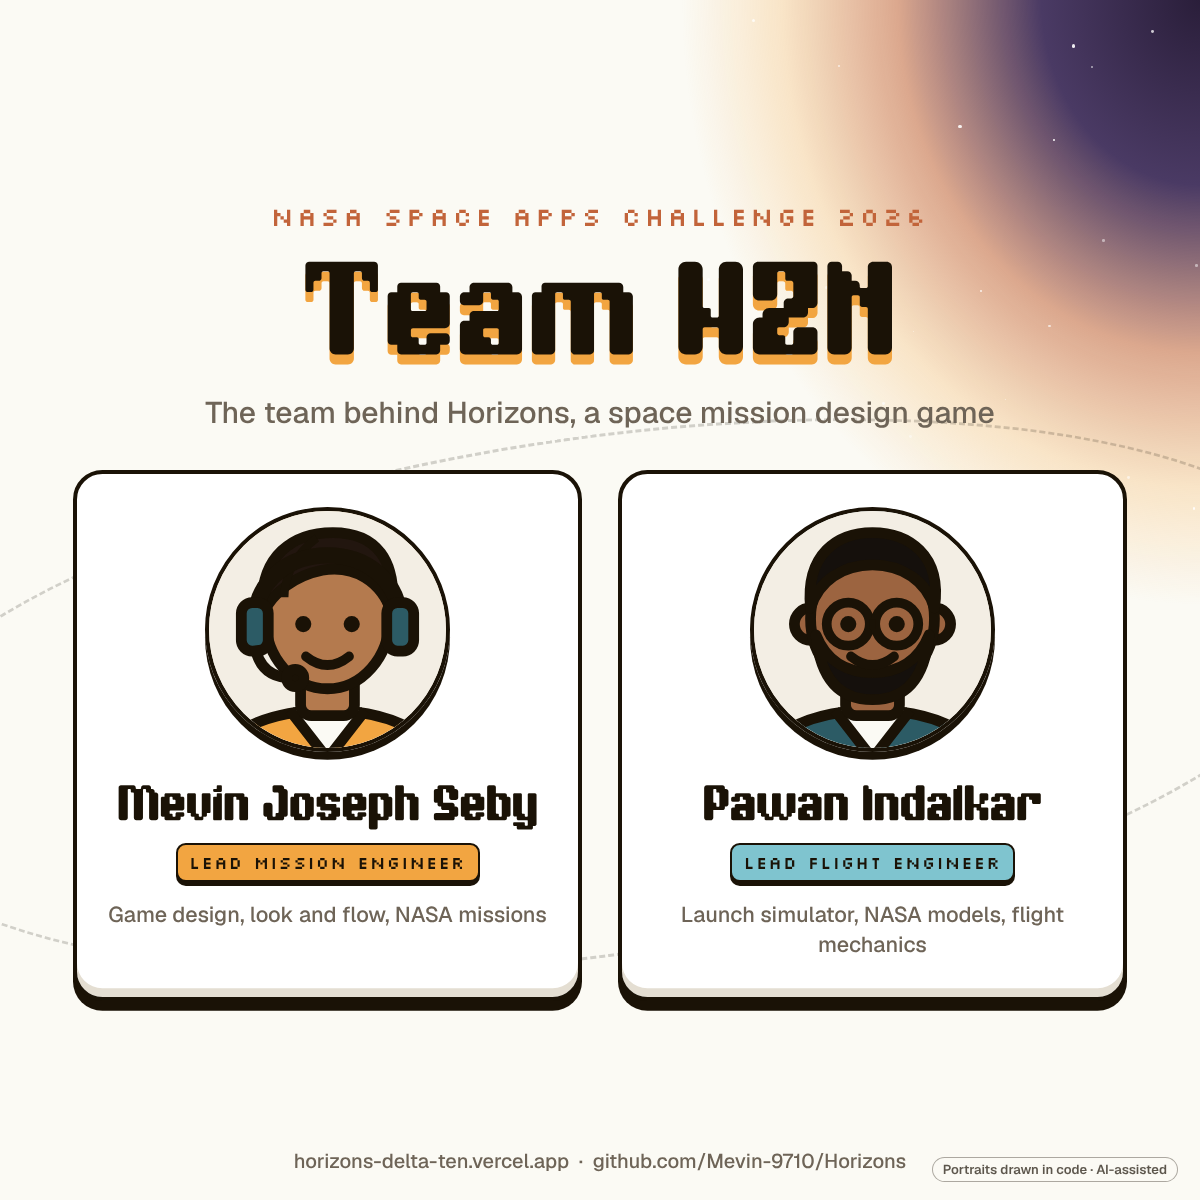 NASA SPACE APPS CHALLENGE 2026
Team H2N
The team behind Horizons, a space mission design game
Mevin Joseph Seby
LEAD MISSION ENGINEER
Game design, look and flow, NASA missions
Pawan Indalkar
LEAD FLIGHT ENGINEER
Launch simulator, NASA models, flight
mechanics
horizons-delta-ten.vercel.app · github.com/Mevin-9710/Horizons
Portraits drawn in code · AI-assisted